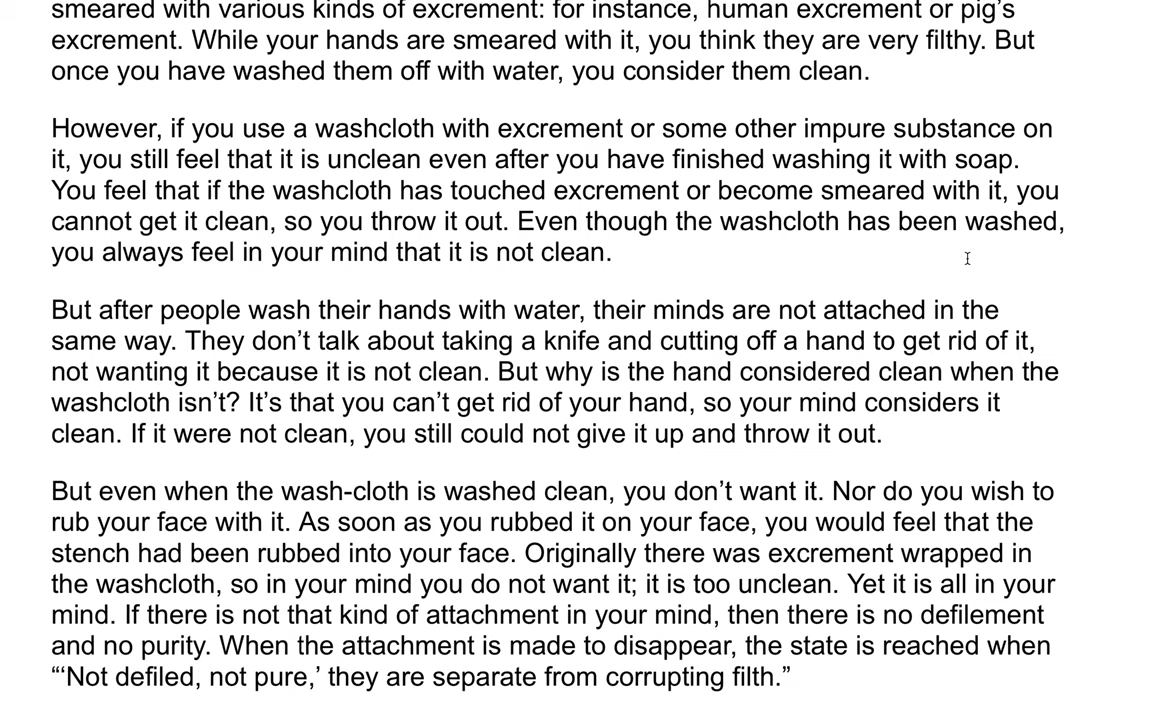 smeared with various kinds of excrement: for instance, human excrement or pig’s
excrement. While your hands are smeared with it, you think they are very filthy. But
once you have washed them off with water, you consider them clean.
However, if you use a washcloth with excrement or some other impure substance on
it, you still feel that it is unclean even after you have finished washing it with soap.
You feel that if the washcloth has touched excrement or become smeared with it, you
cannot get it clean, so you throw it out. Even though the washcloth has been washed,
you always feel in your mind that it is not clean.
But after people wash their hands with water, their minds are not attached in the
same way. They don’t talk about taking a knife and cutting off a hand to get rid of it,
not wanting it because it is not clean. But why is the hand considered clean when the
washcloth isn’t? It’s that you can’t get rid of your hand, so your mind considers it
clean. If it were not clean, you still could not give it up and throw it out.
But even when the wash-cloth is washed clean, you don’t want it. Nor do you wish to
rub your face with it. As soon as you rubbed it on your face, you would feel that the
stench had been rubbed into your face. Originally there was excrement wrapped in
the washcloth, so in your mind you do not want it; it is too unclean. Yet it is all in your
mind. If there is not that kind of attachment in your mind, then there is no defilement
and no purity. When the attachment is made to disappear, the state is reached when
“‘Not defiled, not pure,’ they are separate from corrupting filth.”